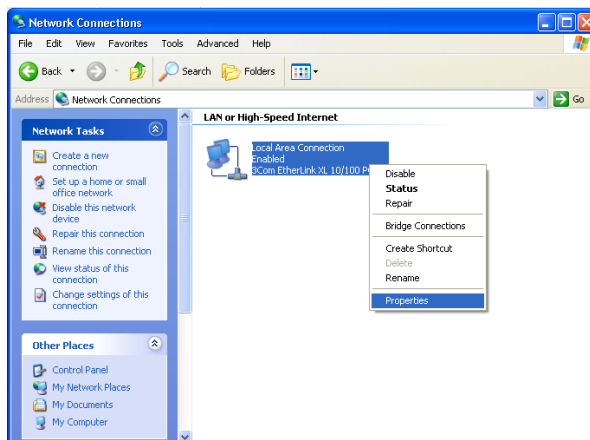 Network Connections
File Edit View Favorites Tools Advanced Help
Back Search Folders
Address Network Connections Go
Network Tasks
Create a new
connection
Set up a home or small
office network
Disable this network
device
Repair this connection
Rename this connection
View status of this
connection
Change settings of this
connection
Other Places
Control Panel
My Network Places
My Documents
My Computer
LAN or High-Speed Internet
Local Area Connection
Enabled
3Com EtherLink XL 10/100
Disable
Status
Repair
Bridge Connections
Create Shortcut
Delete
Rename
Properties